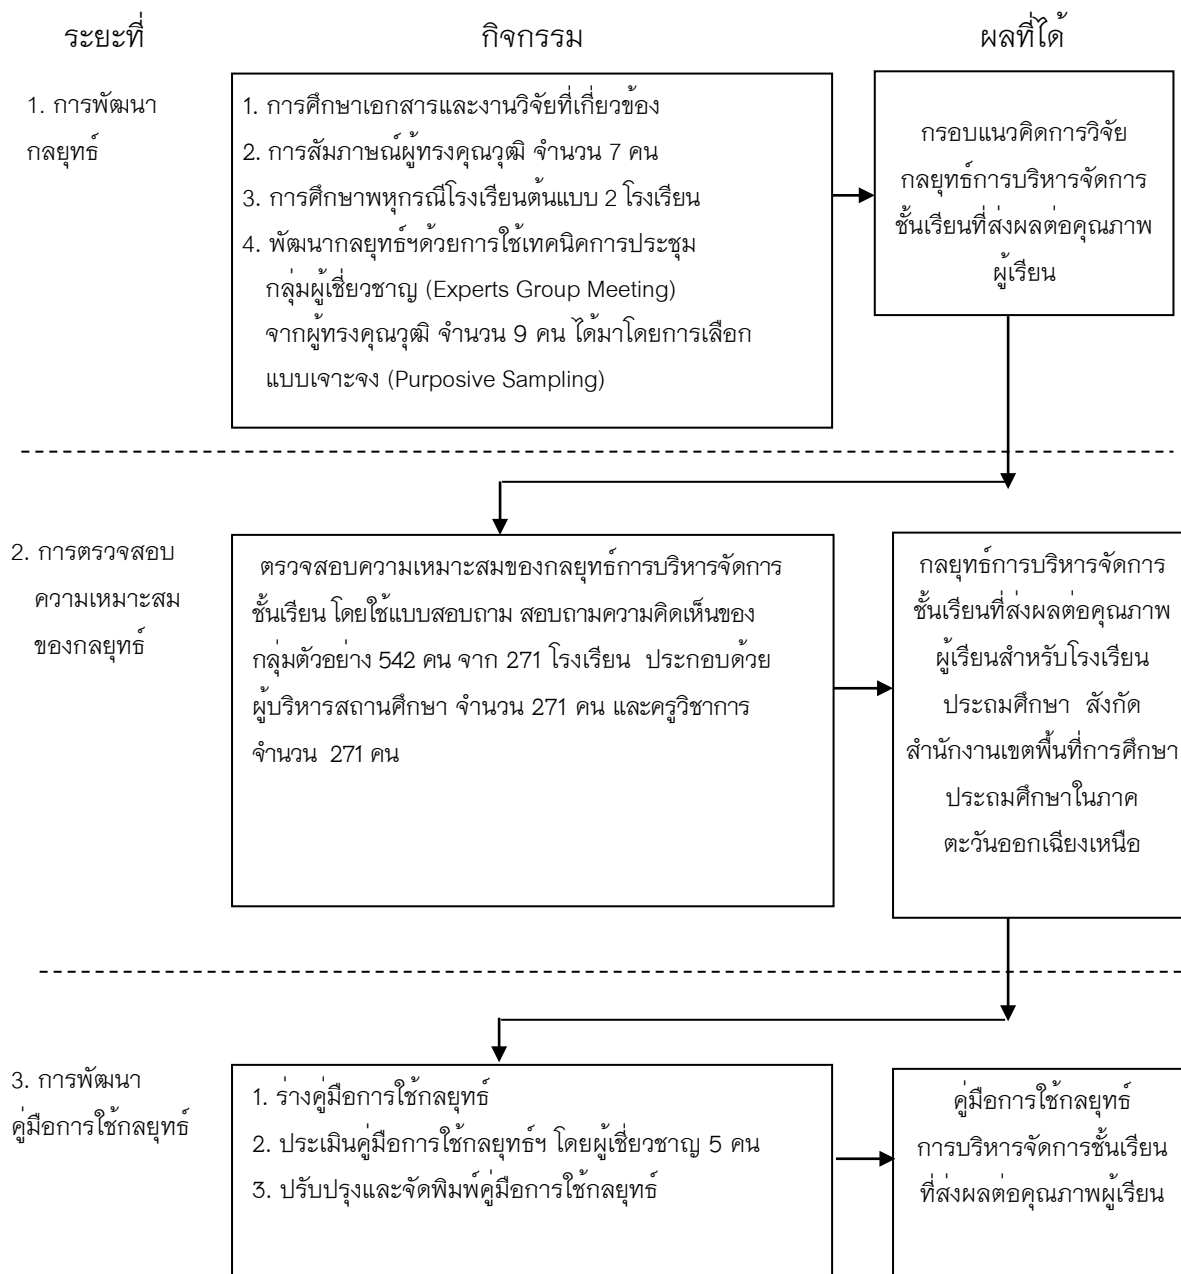 ระยะที่
กิจกรรม
ผลที่ได้
1. การพัฒนา
กลยุทธ์
1. การศึกษาเอกสารและงานวิจัยที่เกี่ยวข้อง
2. การสัมภาษณ์ผู้ทรงคุณวุฒิ จำนวน 7 คน
3. การศึกษาพหุกรณีโรงเรียนต้นแบบ 2 โรงเรียน
4. พัฒนากลยุทธ์ฯด้วยการใช้เทคนิคการประชุม
กลุ่มผู้เชี่ยวชาญ (Experts Group Meeting)
จากผู้ทรงคุณวุฒิ จำนวน 9 คน ได้มาโดยการเลือก
แบบเจาะจง (Purposive Sampling)
กรอบแนวคิดการวิจัย
กลยุทธ์การบริหารจัดการ
ชั้นเรียนที่ส่งผลต่อคุณภาพ
ผู้เรียน
2. การตรวจสอบ
ความเหมาะสม
ของกลยุทธ์
ตรวจสอบความเหมาะสมของกลยุทธ์การบริหารจัดการ
ชั้นเรียน โดยใช้แบบสอบถาม สอบถามความคิดเห็นของ
กลุ่มตัวอย่าง 542 คน จาก 271 โรงเรียน ประกอบด้วย
ผู้บริหารสถานศึกษา จำนวน 271 คน และครูวิชาการ
จำนวน 271 คน
กลยุทธ์การบริหารจัดการ
ชั้นเรียนที่ส่งผลต่อคุณภาพ
ผู้เรียนสำหรับโรงเรียน
ประถมศึกษา สังกัด
สำนักงานเขตพื้นที่การศึกษา
ประถมศึกษาในภาค
ตะวันออกเฉียงเหนือ
3. การพัฒนา
คู่มือการใช้กลยุทธ์
1. ร่างคู่มือการใช้กลยุทธ์
2. ประเมินคู่มือการใช้กลยุทธ์ฯ โดยผู้เชี่ยวชาญ 5 คน
3. ปรับปรุงและจัดพิมพ์คู่มือการใช้กลยุทธ์
คู่มือการใช้กลยุทธ์
การบริหารจัดการชั้นเรียน
ที่ส่งผลต่อคุณภาพผู้เรียน